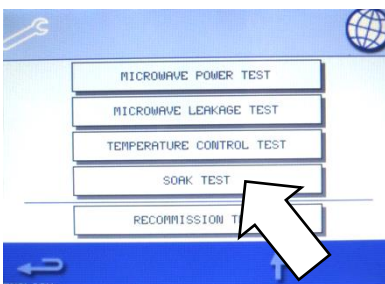 MICROWAVE POWER TEST
MICROWAVE LEAKAGE TEST
TEMPERATURE CONTROL TEST
SOAK TEST
RECOMMISSION T